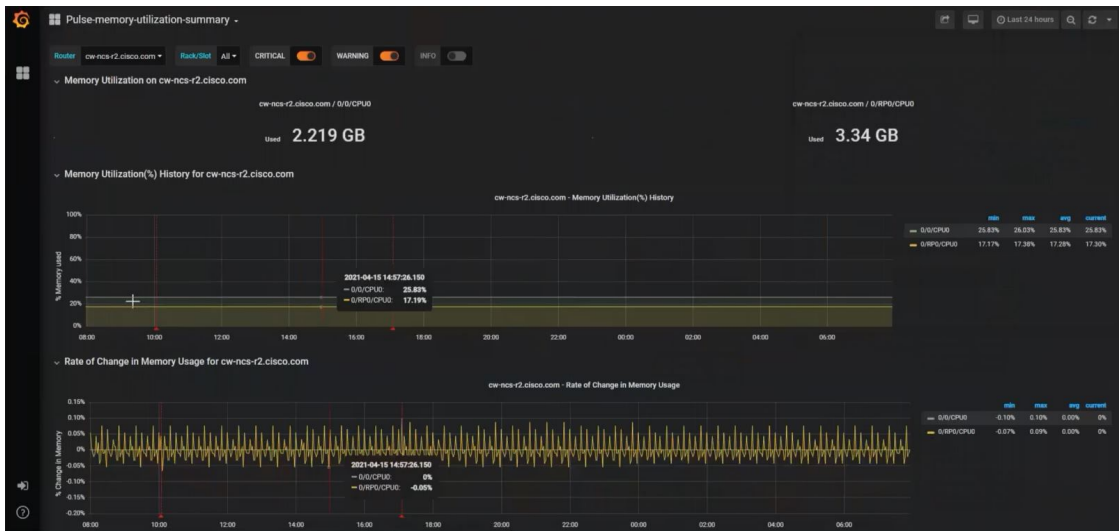 Pulse-memory-utilization-summary
Last 24 hours
Router cw-ncs-r2.cisco.com Rack/Slot All CRITICAL WARNING INFO
Memory Utilization on cw-ncs-r2.cisco.com
cw-ncs-r2.cisco.com / 0/0/CPU0
Used 2.219 GB
cw-ncs-r2.cisco.com / 0/RP0/CPU0
Used 3.34 GB
Memory Utilization(%) History for cw-ncs-r2.cisco.com
cw-ncs-r2.cisco.com - Memory Utilization(%) History
% Memory used
100%
80%
60%
40%
20%
0%
08:00 10:00 12:00 14:00 16:00 18:00 20:00 22:00 00:00 02:00 04:00 06:00
2021-04-15 14:57:26.150
0/0/CPU0: 25.83%
0/RP0/CPU0: 17.19%
min max avg current
0/0/CPU0 25.83% 26.03% 25.83% 25.83%
0/RP0/CPU0 17.17% 17.38% 17.28% 17.30%
Rate of Change in Memory Usage for cw-ncs-r2.cisco.com
cw-ncs-r2.cisco.com - Rate of Change in Memory Usage
% Change in Memory
0.15%
0.10%
0.05%
0%
-0.05%
-0.10%
-0.15%
-0.20%
08:00 10:00 12:00 14:00 16:00 18:00 20:00 22:00 00:00 02:00 04:00 06:00
2021-04-15 14:57:26.150
0/0/CPU0: 0%
0/RP0/CPU0: -0.05%
min max avg current
0/0/CPU0 -0.10% 0.10% 0.00% 0%
0/RP0/CPU0 -0.07% 0.09% 0.00% 0%